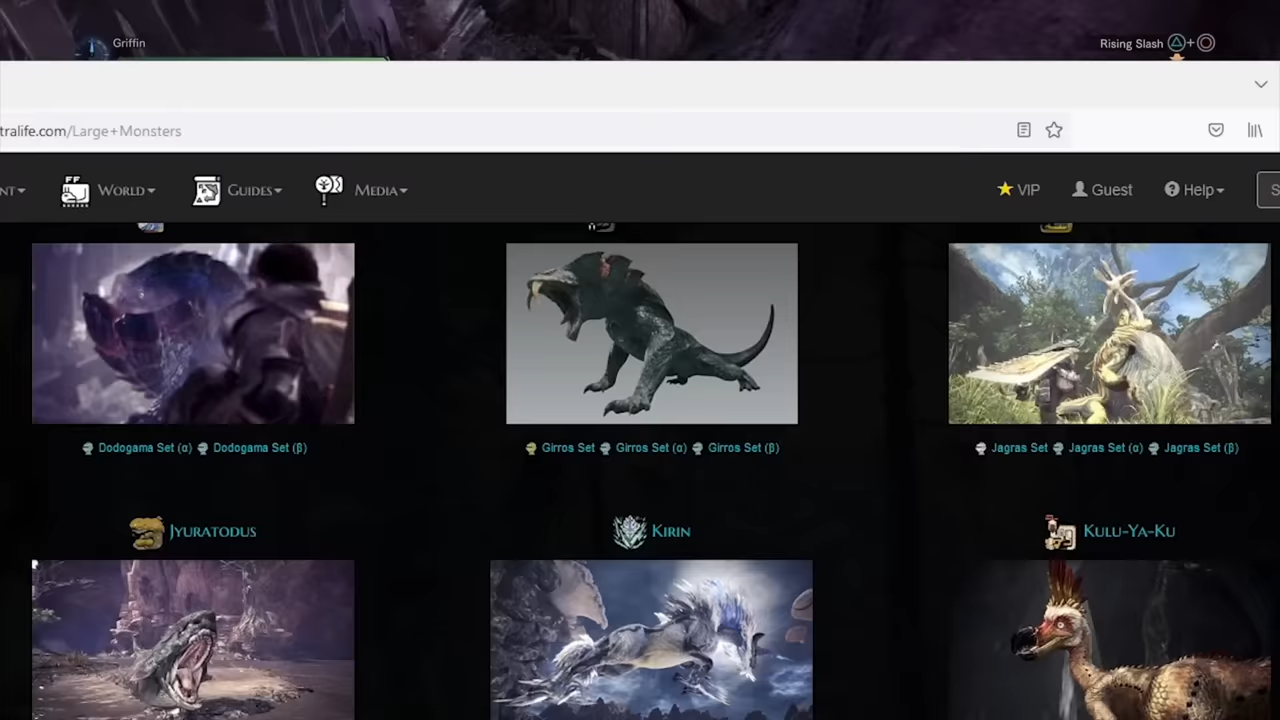 Griffin
Rising Slash △+○
tralife.com/Large+Monsters
NT WORLD GUIDES MEDIA VIP Guest Help S
Dodogama Set (α) Dodogama Set (β)
Girros Set Girros Set (α) Girros Set (β)
Jagras Set Jagras Set (α) Jagras Set (β)
JYURATODUS
KIRIN
KULU-YA-KU